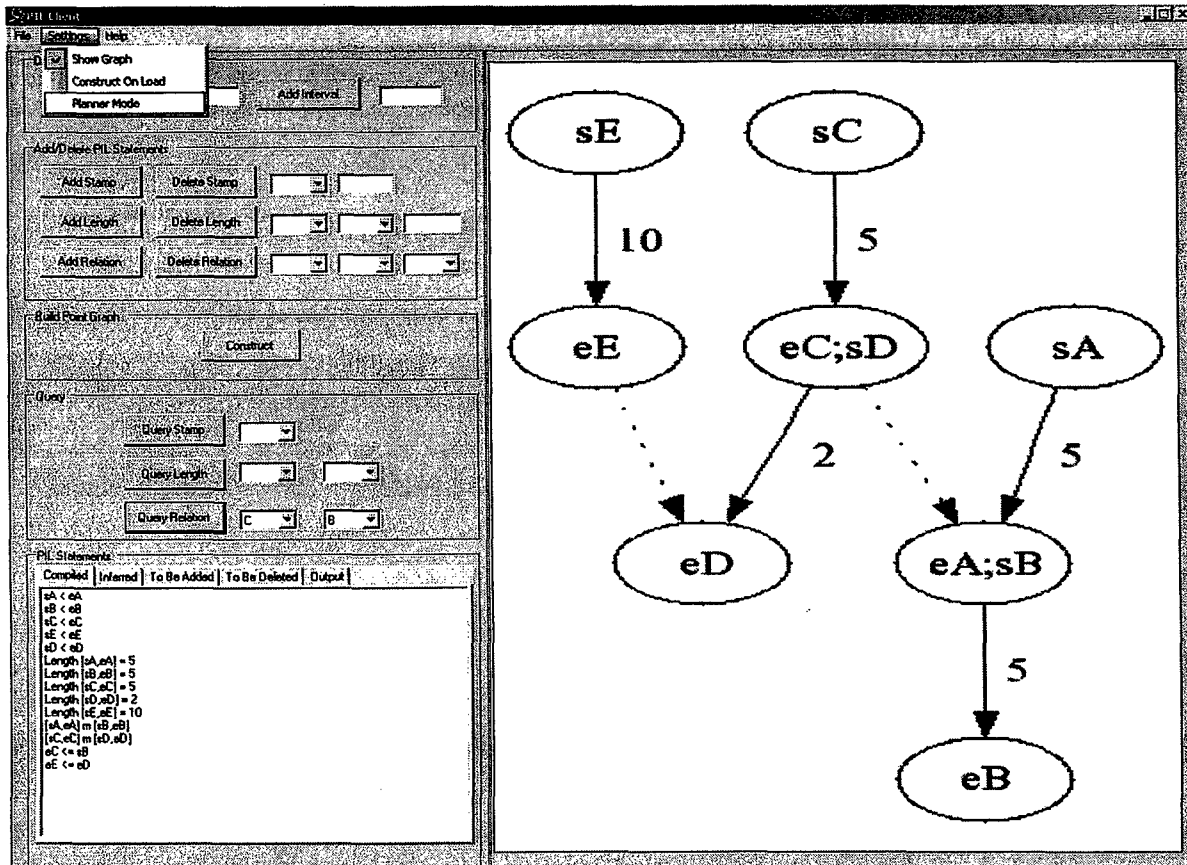 PIL Client
File Settings Help
Show Graph
Construct On Load
Planner Mode
Add Interval
Add/Delete PIL Statements
Add Stamp Delete Stamp
Add Length Delete Length
Add Relation Delete Relation
Build Point Graph
Construct
Query
Query Stamp
Query Length
Query Relation C B
PIL Statements
Compiled Inferred To Be Added To Be Deleted Output
sA < eA
sB < eB
sC < eC
sE < eE
sD < eD
Length [sA,eA] = 5
Length [sB,eB] = 5
Length [sC,eC] = 5
Length [sD,eD] = 2
Length [sE,eE] = 10
[sA,eA] m [sB,eB]
[sC,eC] m [sD,eD]
eC <= sB
eE <= eD
sE sC
10 5
eE eC;sD sA
2 5
eD eA;sB
5
eB